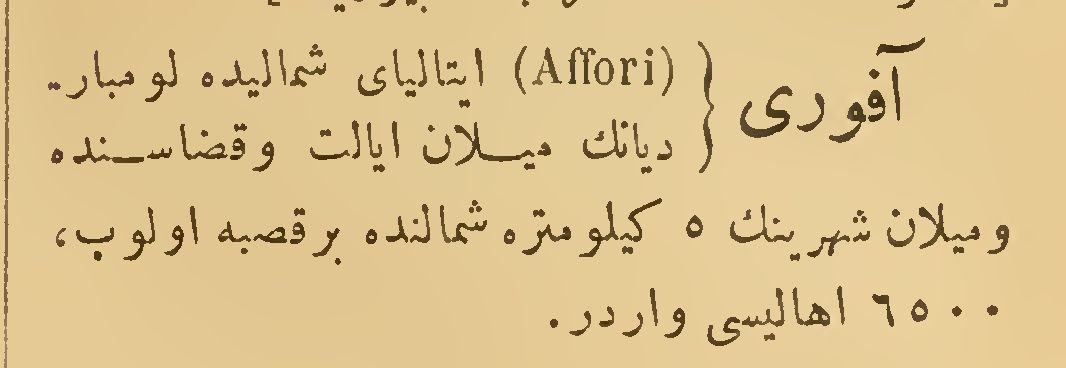 آفوری
(Affori) ایتالیای شمالیده لومبار-
دیانك میلان ایالت وقضاسنده
ومیلان شهرینك ٥ کیلومتره شمالنده برقصبه اولوب،
٦٥٠٠ اهالیسی واردر.